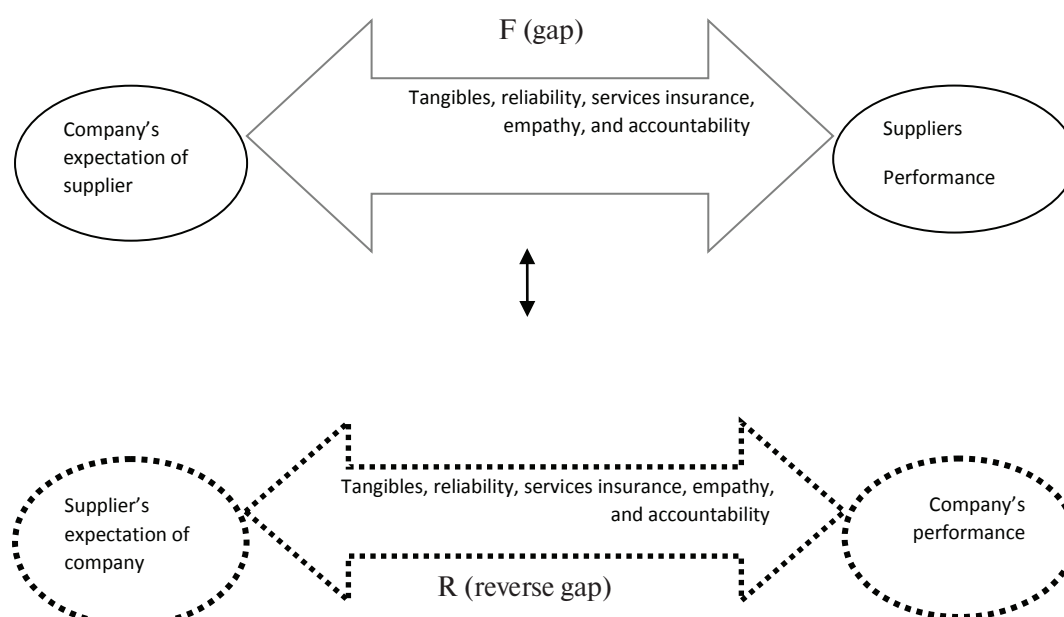 F (gap)
Tangibles, reliability, services insurance,
empathy, and accountability
Company’s
expectation of
supplier
Suppliers
Performance
Tangibles, reliability, services insurance, empathy,
and accountability
Supplier’s
expectation of
company
Company’s
performance
R (reverse gap)